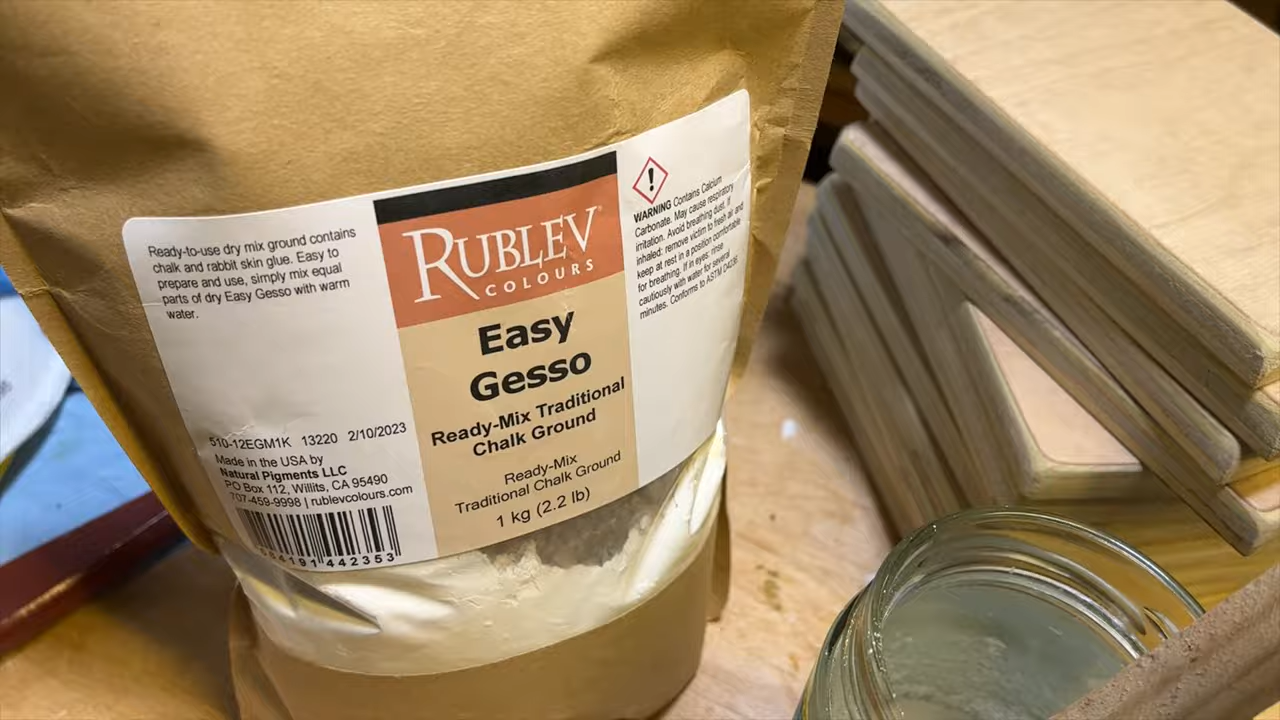 Ready-to-use dry mix ground contains
chalk and rabbit skin glue. Easy to
prepare and use, simply mix equal
parts of dry Easy Gesso with warm
water.
510-12EGM1K 13220 2/10/2023
Made in the USA by
Natural Pigments LLC
PO Box 112, Willits, CA 95490
707-459-9998 | rublevcolours.com
84191 442353
RUBLEV
COLOURS
Easy
Gesso
Ready-Mix Traditional
Chalk Ground
Ready-Mix
Traditional Chalk Ground
1 kg (2.2 lb)
WARNING Contains Calcium
Carbonate. May cause respiratory
irritation. Avoid breathing dust. If
inhaled: remove victim to fresh air and
keep at rest in a position comfortable
for breathing. If in eyes: rinse
cautiously with water for several
minutes. Conforms to ASTM D4236